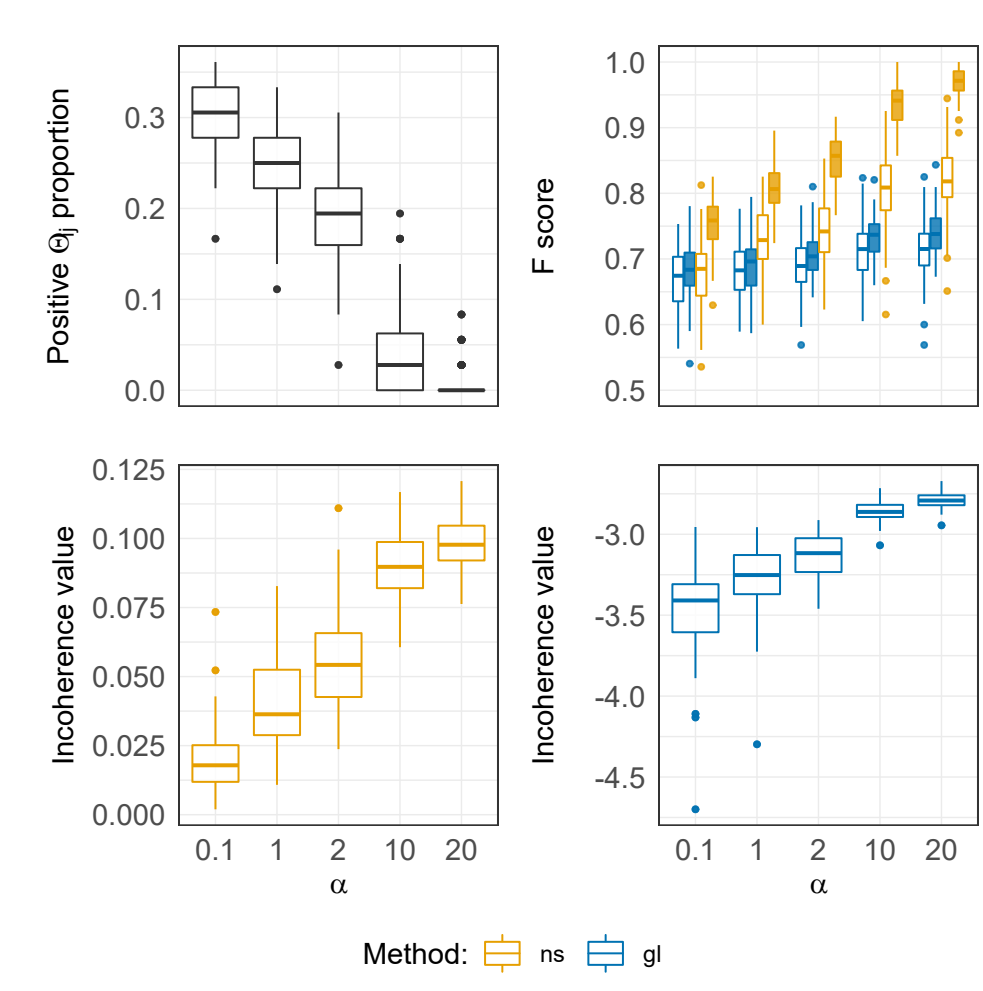 Positive Θj proportion
0.3
0.2
0.1
0.0
F score
1.0
0.9
0.8
0.7
0.6
0.5
Incoherence value
0.125
0.100
0.075
0.050
0.025
0.000
0.1 1 2 10 20
α
Incoherence value
-3.0
-3.5
-4.0
-4.5
0.1 1 2 10 20
α
Method: ns gl